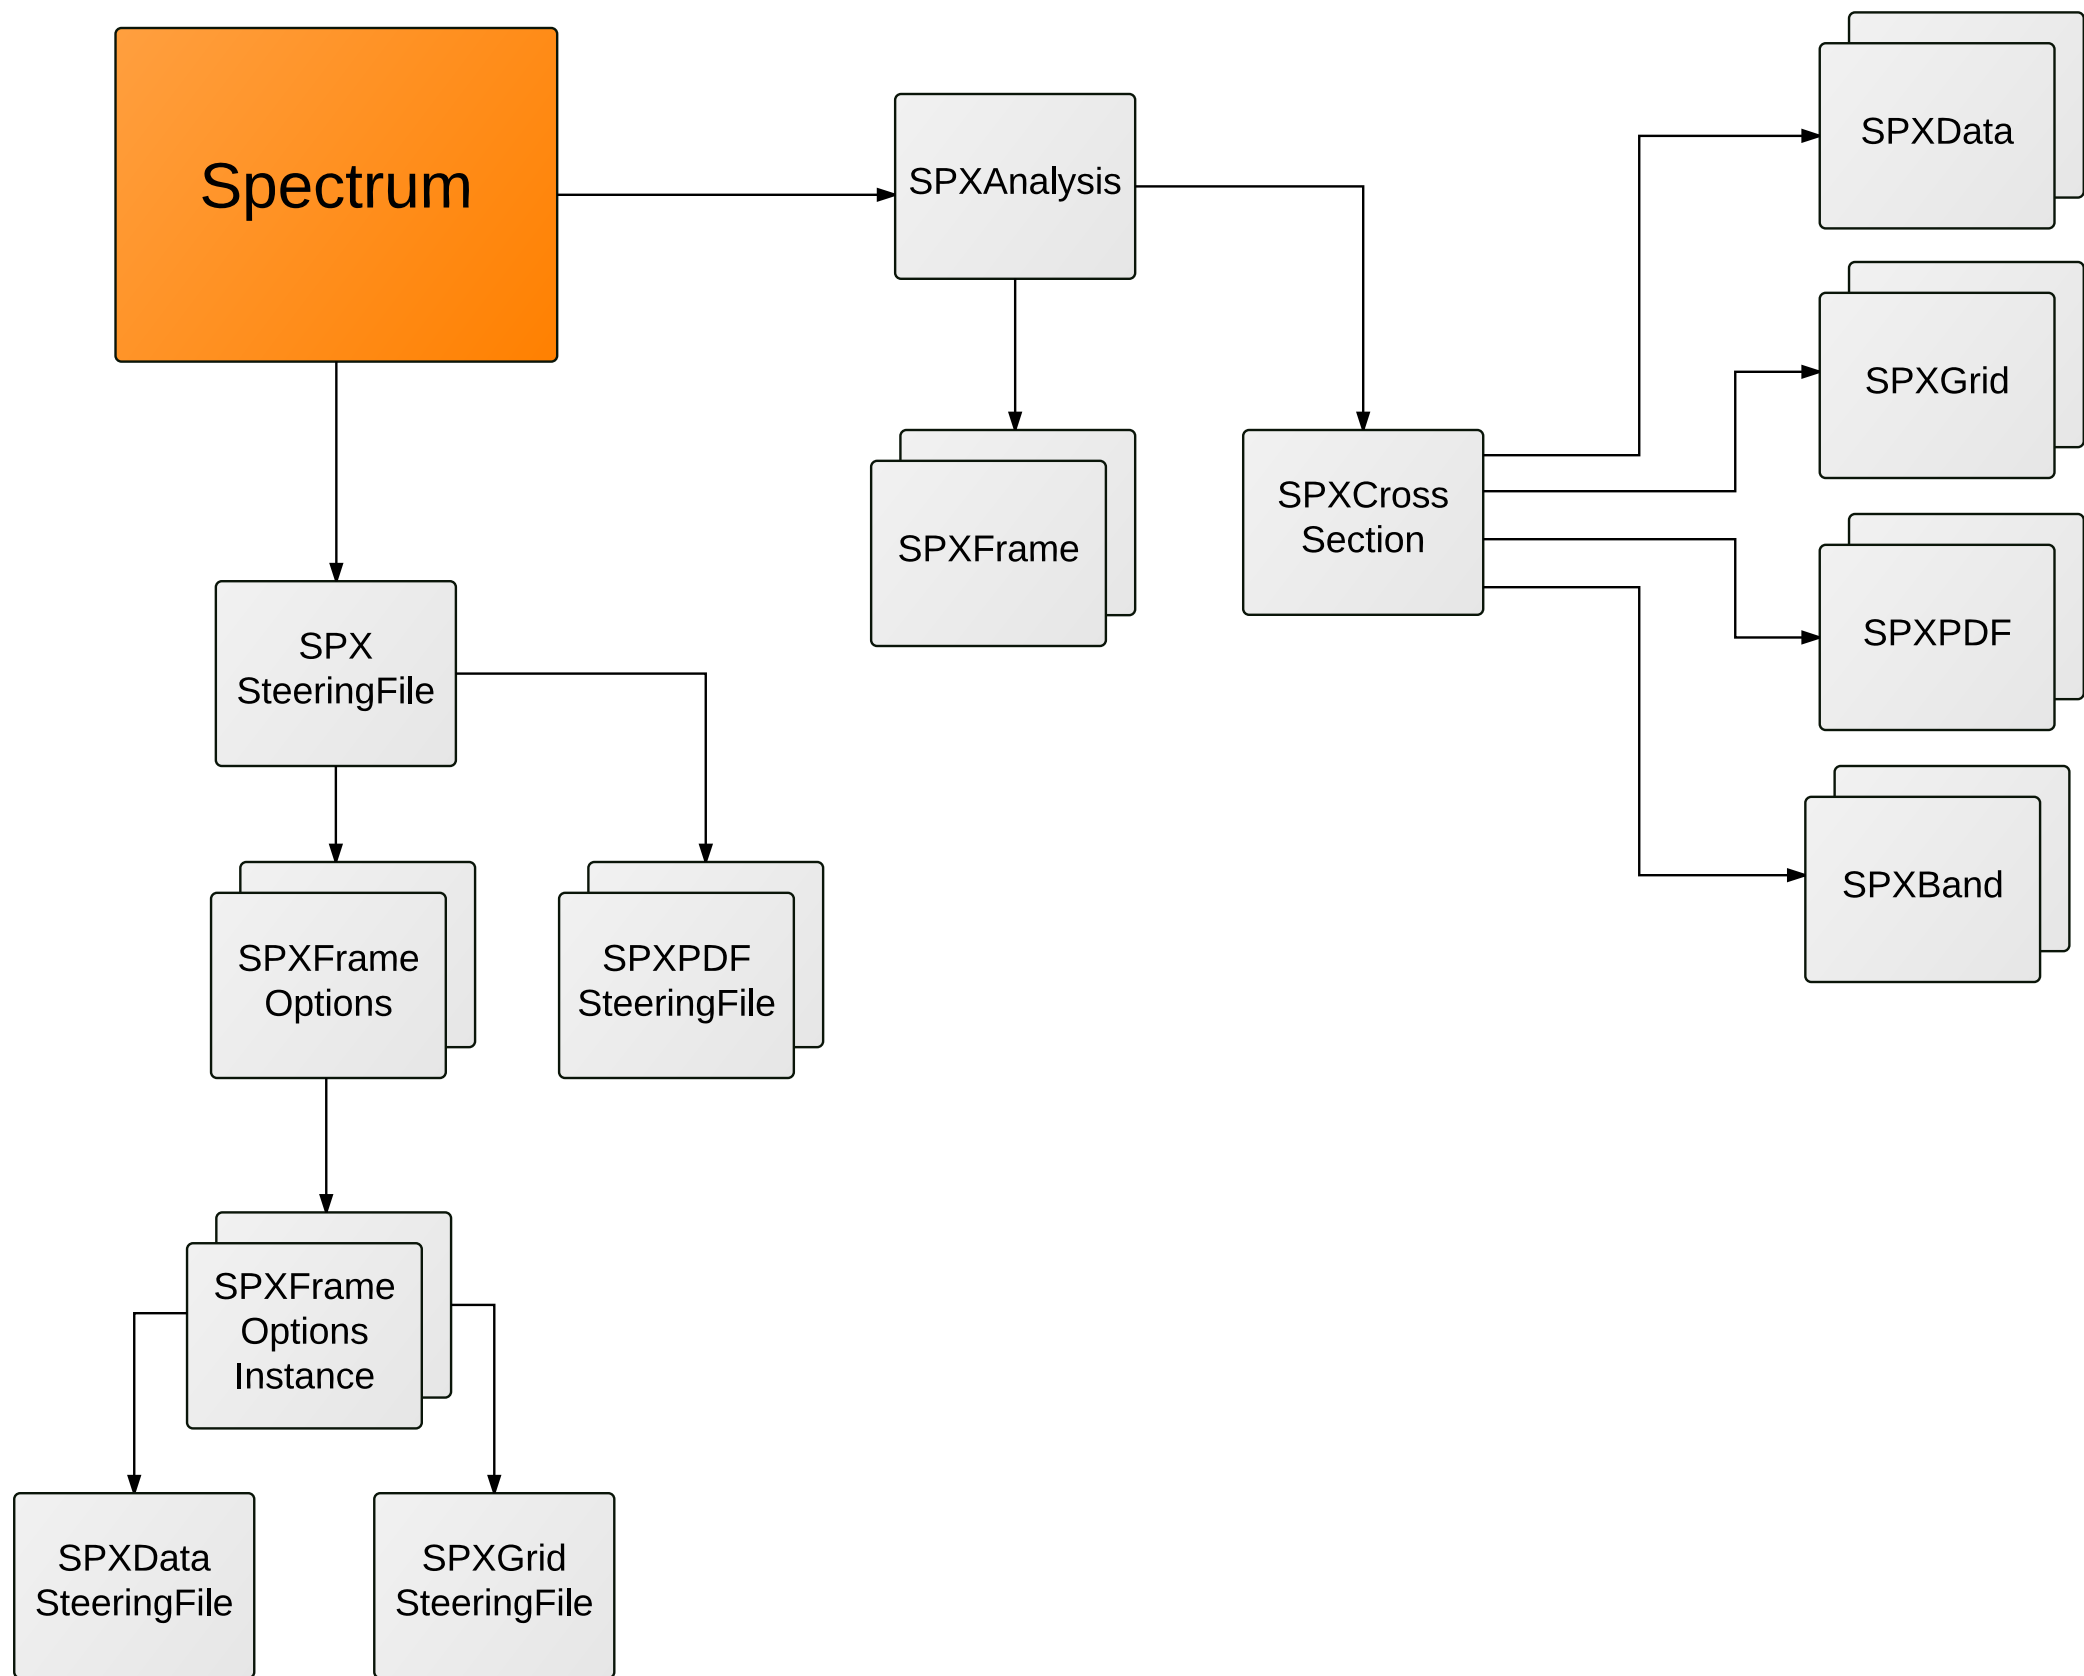 Spectrum
SPXAnalysis
SPXData
SPXGrid
SPXFrame
SPXCross
Section
SPXPDF
SPX
SteeringFile
SPXBand
SPXFrame
Options
SPXPDF
SteeringFile
SPXFrame
Options
Instance
SPXData
SteeringFile
SPXGrid
SteeringFile